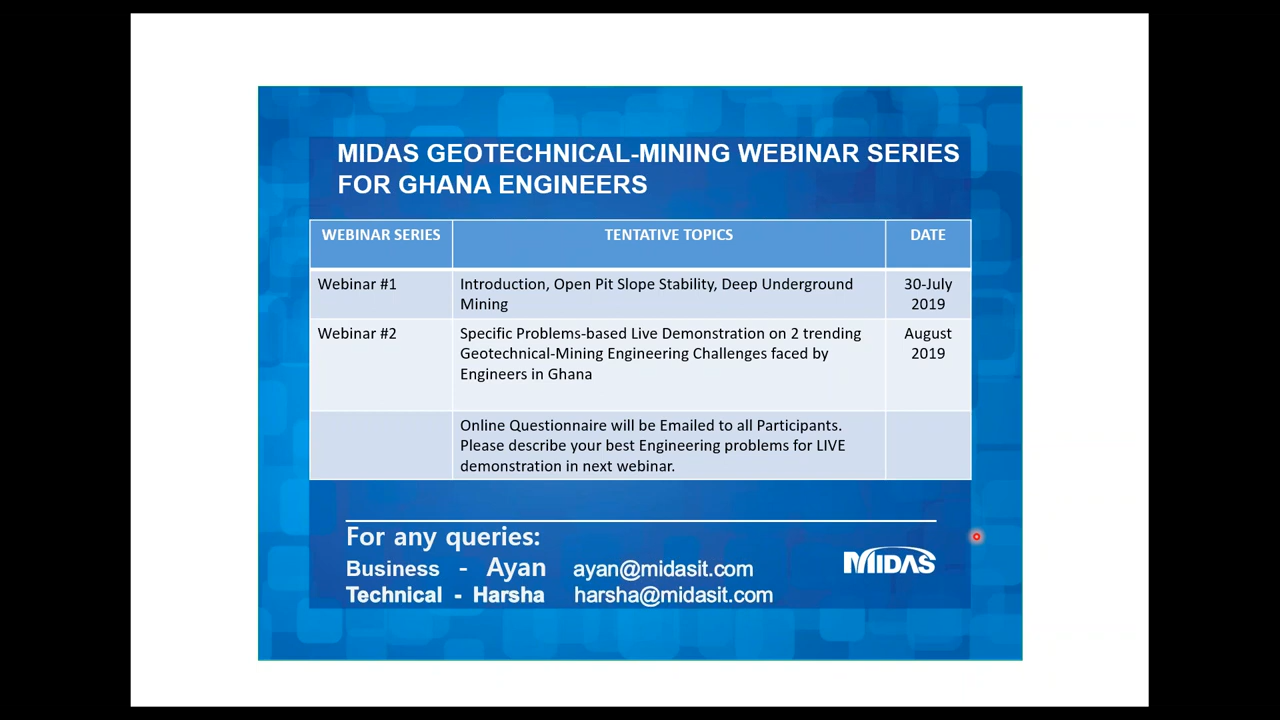 MIDAS GEOTECHNICAL-MINING WEBINAR SERIES
FOR GHANA ENGINEERS
WEBINAR SERIES TENTATIVE TOPICS DATE
Webinar #1 Introduction, Open Pit Slope Stability, Deep Underground 30-July
Mining 2019
Webinar #2 Specific Problems-based Live Demonstration on 2 trending August
Geotechnical-Mining Engineering Challenges faced by 2019
Engineers in Ghana
Online Questionnaire will be Emailed to all Participants.
Please describe your best Engineering problems for LIVE
demonstration in next webinar.
For any queries:
Business - Ayan ayan@midasit.com
Technical - Harsha harsha@midasit.com
MIDAS